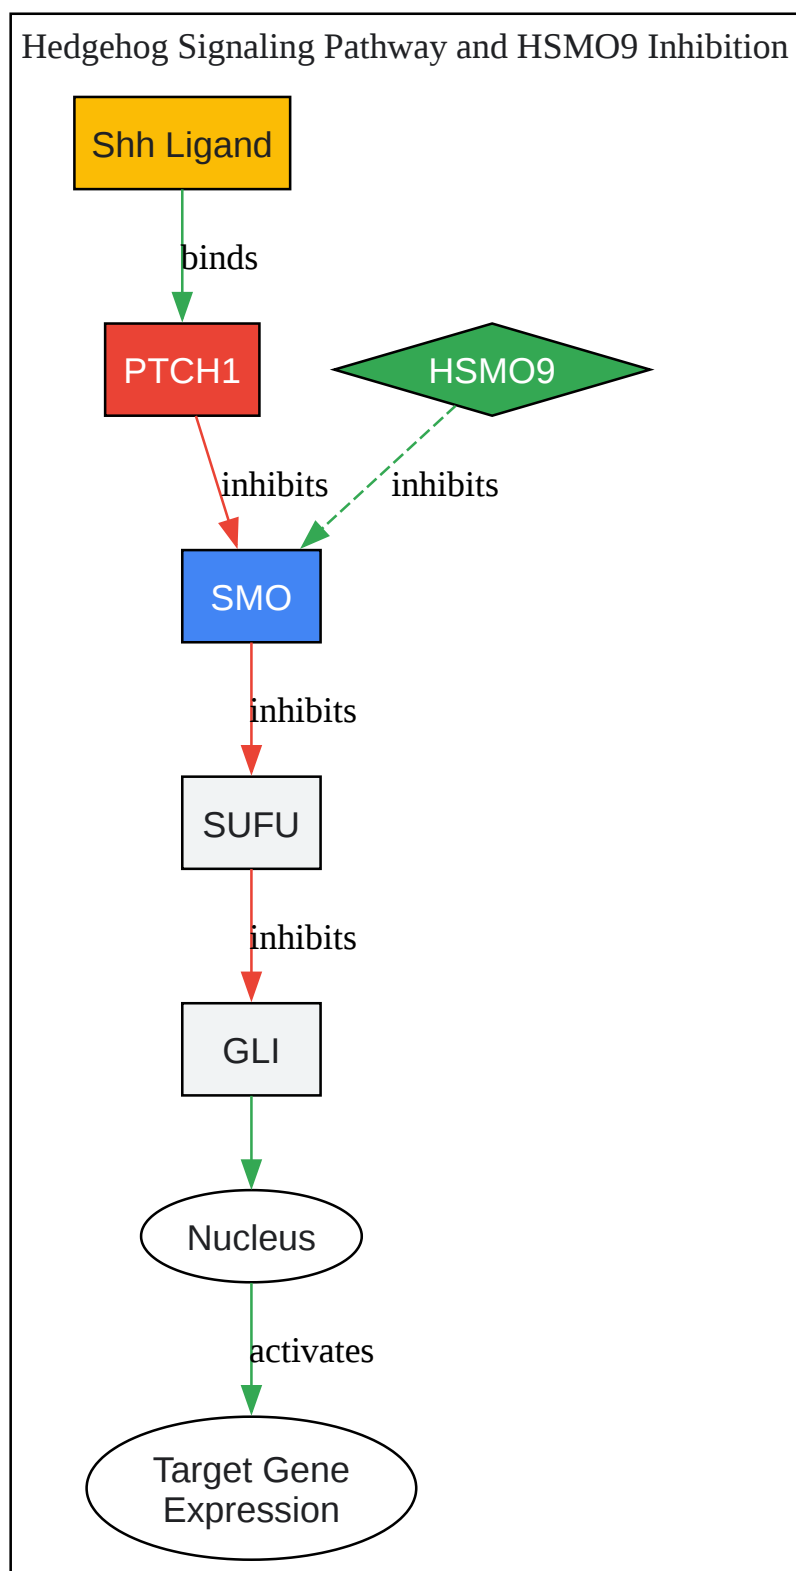 Hedgehog Signaling Pathway and HSMO9 Inhibition
Shh Ligand
binds
PTCH1
HSMO9
inhibits
inhibits
SMO
inhibits
SUFU
inhibits
GLI
Nucleus
activates
Target Gene
Expression